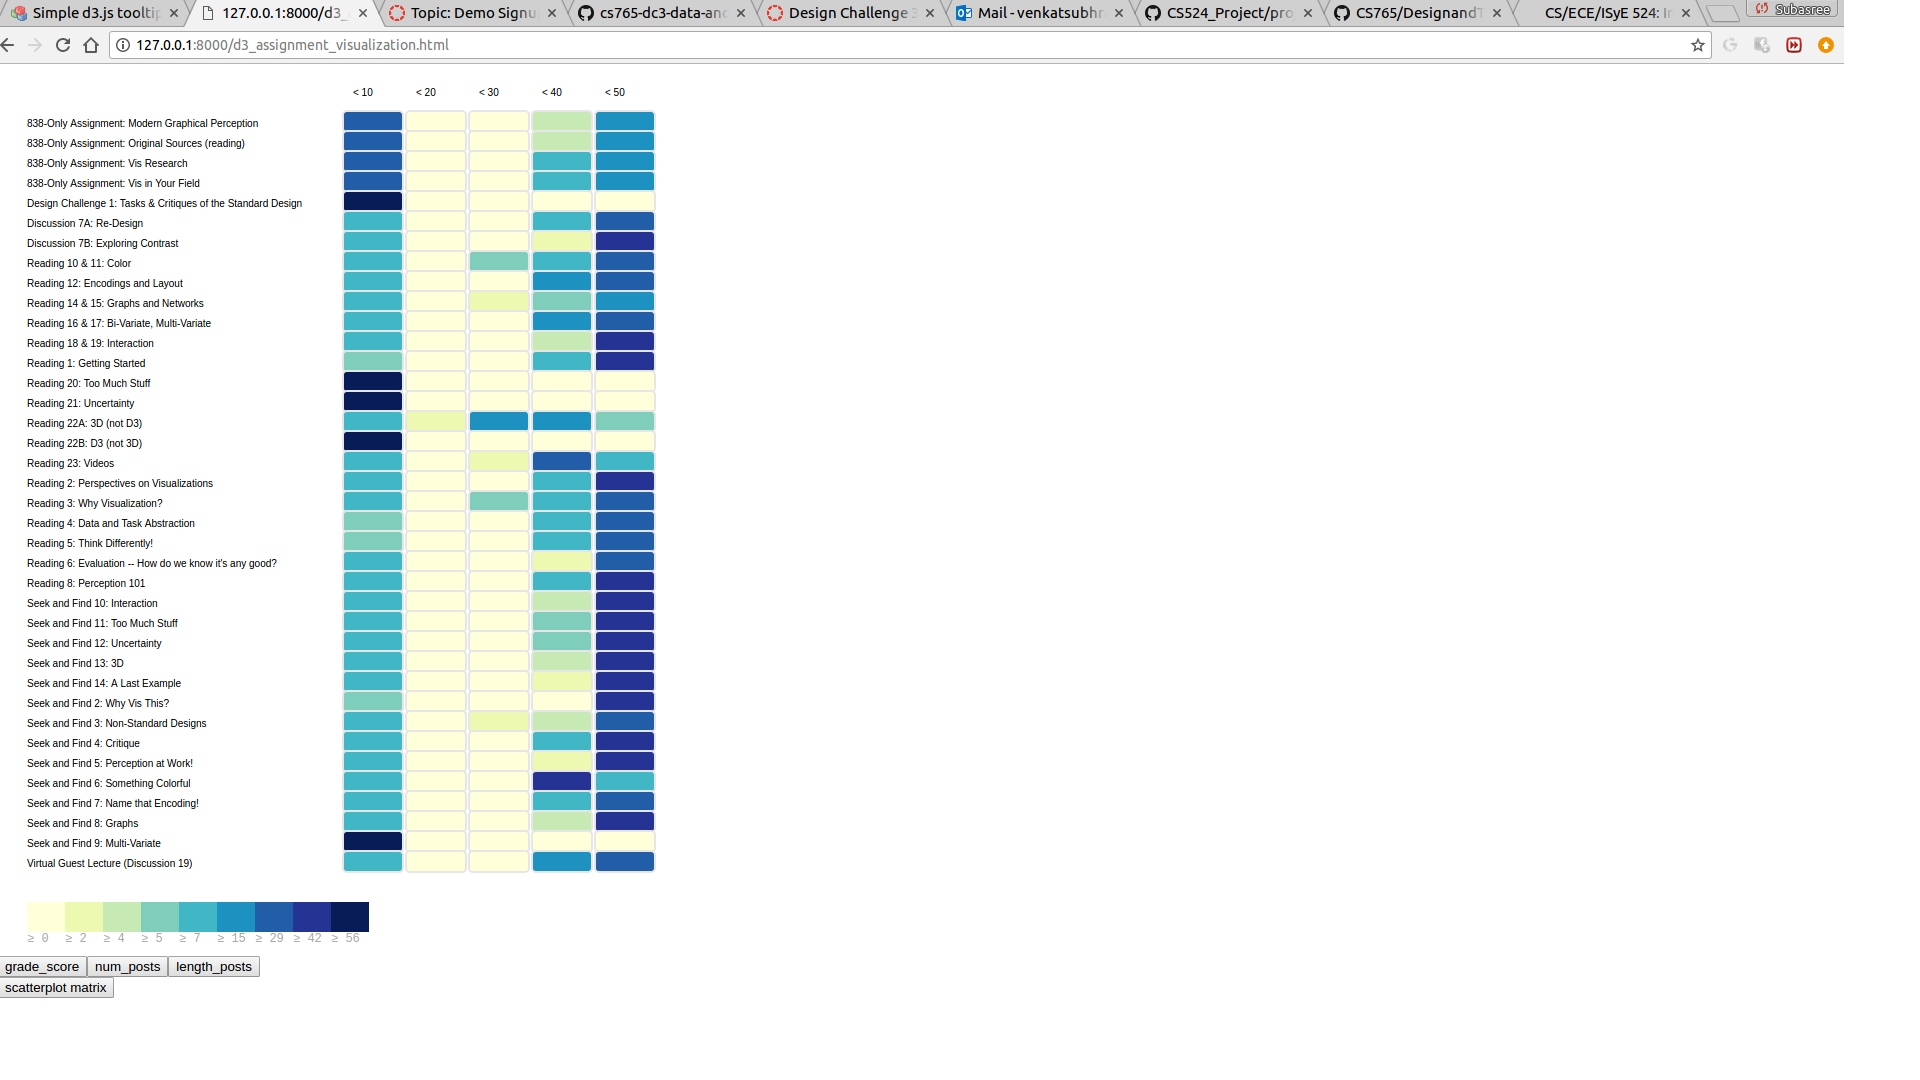 Simple d3.js tooltip
127.0.0.1:8000/d3_
Topic: Demo Signu
cs765-dc3-data-and
Design Challenge 3
Mail - venkatsubhr
CS524_Project/pro
CS765/Designand
CS/ECE/ISyE 524: I
Subasree
127.0.0.1:8000/d3_assignment_visualization.html
< 10 < 20 < 30 < 40 < 50
838-Only Assignment: Modern Graphical Perception
838-Only Assignment: Original Sources (reading)
838-Only Assignment: Vis Research
838-Only Assignment: Vis in Your Field
Design Challenge 1: Tasks & Critiques of the Standard Design
Discussion 7A: Re-Design
Discussion 7B: Exploring Contrast
Reading 10 & 11: Color
Reading 12: Encodings and Layout
Reading 14 & 15: Graphs and Networks
Reading 16 & 17: Bi-Variate, Multi-Variate
Reading 18 & 19: Interaction
Reading 1: Getting Started
Reading 20: Too Much Stuff
Reading 21: Uncertainty
Reading 22A: 3D (not D3)
Reading 22B: D3 (not 3D)
Reading 23: Videos
Reading 2: Perspectives on Visualizations
Reading 3: Why Visualization?
Reading 4: Data and Task Abstraction
Reading 5: Think Differently!
Reading 6: Evaluation -- How do we know it's any good?
Reading 8: Perception 101
Seek and Find 10: Interaction
Seek and Find 11: Too Much Stuff
Seek and Find 12: Uncertainty
Seek and Find 13: 3D
Seek and Find 14: A Last Example
Seek and Find 2: Why Vis This?
Seek and Find 3: Non-Standard Designs
Seek and Find 4: Critique
Seek and Find 5: Perception at Work!
Seek and Find 6: Something Colorful
Seek and Find 7: Name that Encoding!
Seek and Find 8: Graphs
Seek and Find 9: Multi-Variate
Virtual Guest Lecture (Discussion 19)
≥ 0 ≥ 2 ≥ 4 ≥ 5 ≥ 7 ≥ 15 ≥ 29 ≥ 42 ≥ 56
grade_score num_posts length_posts
scatterplot matrix